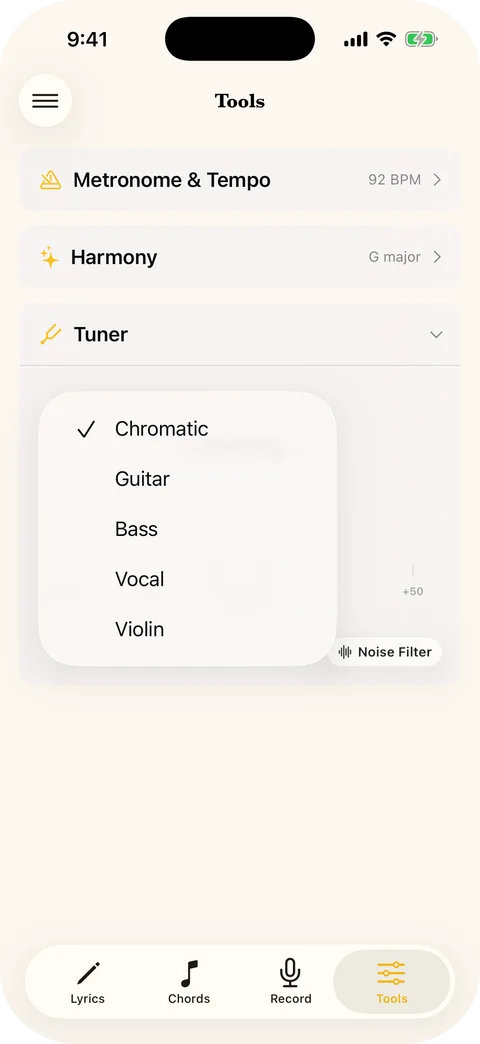 9:41
Tools
Metronome & Tempo 92 BPM
Harmony G major
Tuner
Chromatic
Guitar
Bass
Vocal
Violin
+50
Noise Filter
Lyrics Chords Record Tools